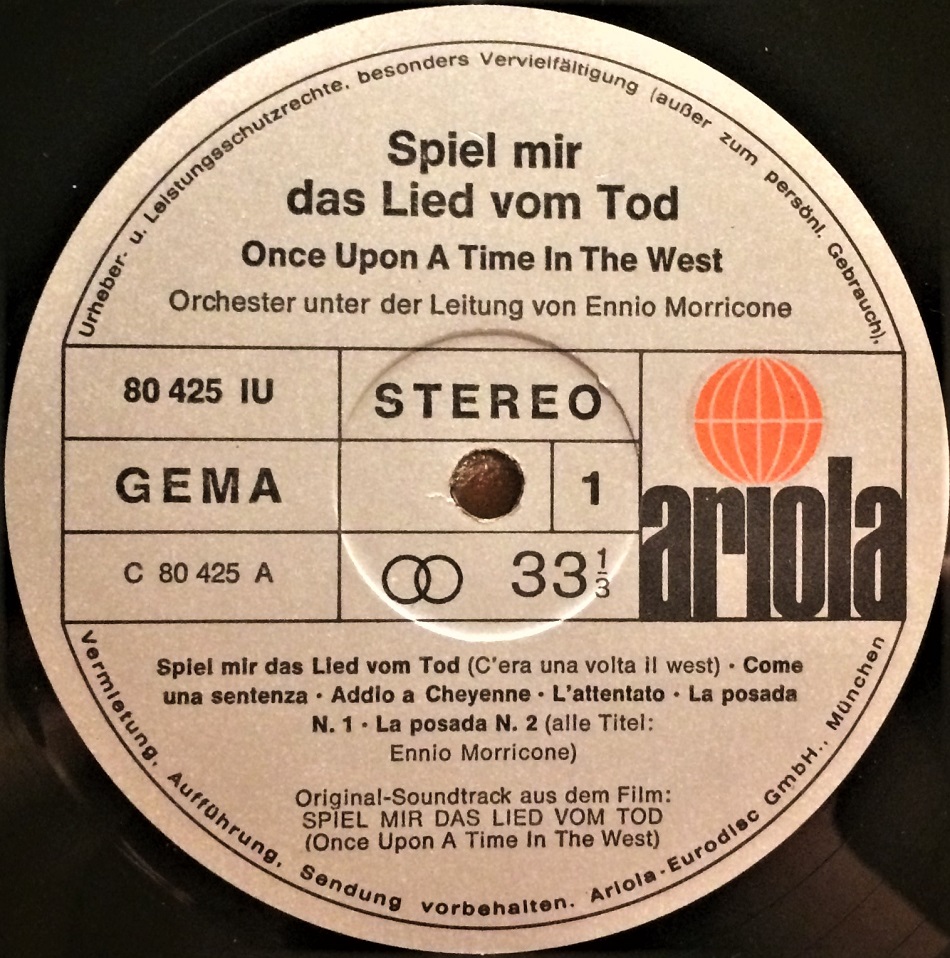 Urheber- u. Leistungsschutzrechte, besonders Vervielfältigung (außer zum persönl. Gebrauch),
Spiel mir
das Lied vom Tod
Once Upon A Time In The West
Orchester unter der Leitung von Ennio Morricone
80 425 IU
STEREO
GEMA
1
C 80 425 A
33 1/3
ariola
Spiel mir das Lied vom Tod (C'era una volta il west) · Come
una sentenza · Addio a Cheyenne · L'attentato · La posada
N. 1 · La posada N. 2 (alle Titel:
Ennio Morricone)
Original-Soundtrack aus dem Film:
SPIEL MIR DAS LIED VOM TOD
(Once Upon A Time In The West)
Vermietung, Aufführung, Sendung vorbehalten. Ariola-Eurodisc GmbH., München